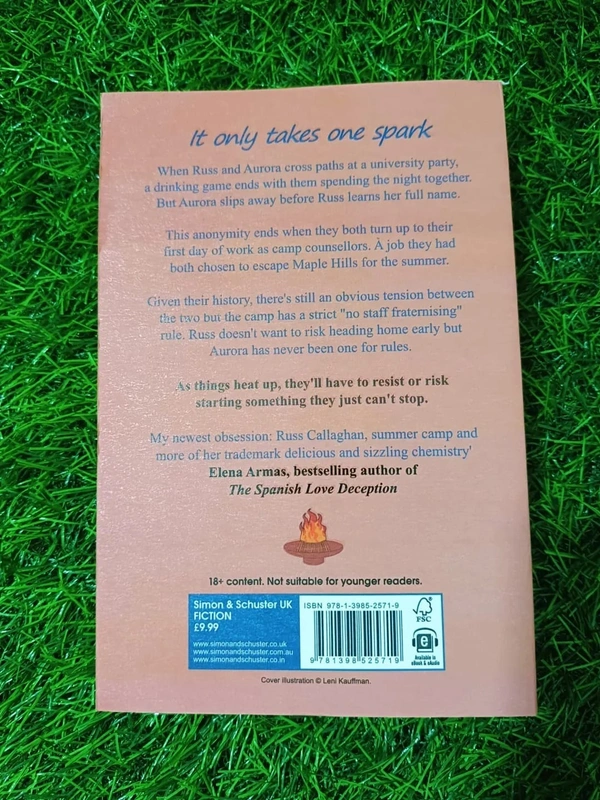 It only takes one spark
When Russ and Aurora cross paths at a university party,
a drinking game ends with them spending the night together.
But Aurora slips away before Russ learns her full name.
This anonymity ends when they both turn up to their
first day of work as camp counsellors. À job they had
both chosen to escape Maple Hills for the summer.
Given their history, there's still an obvious tension between
the two but the camp has a strict "no staff fraternising"
rule. Russ doesn't want to risk heading home early but
Aurora has never been one for rules.
As things heat up, they'll have to resist or risk
starting something they just can't stop.
My newest obsession: Russ Callaghan, summer camp and
more of her trademark delicious and sizzling chemistry'
Elena Armas, bestselling author of
The Spanish Love Deception
18+ content. Not suitable for younger readers.
Simon & Schuster UK
FICTION
£9.99
www.simonandschuster.co.uk
www.simonandschuster.com.au
www.simonandschuster.co.in
ISBN 978-1-3985-2571-9
9 781398 525719
FSC
e
Available in
eBook & eAudio
Cover illustration © Leni Kauffman.